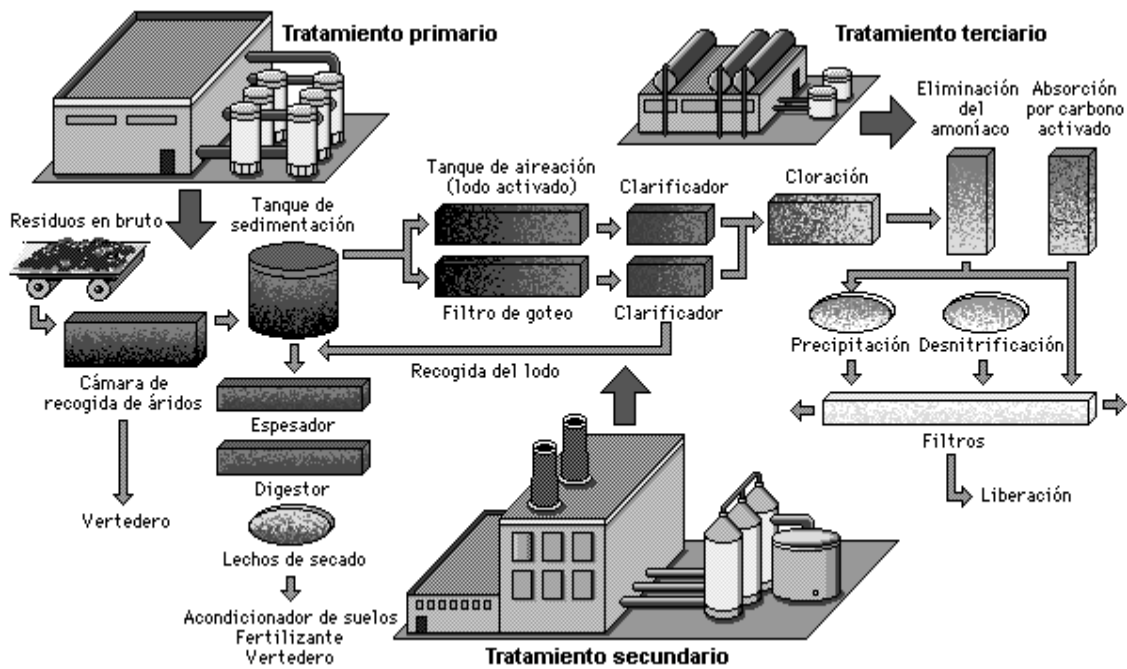 Tratamiento primario
Tratamiento terciario
Eliminación
del
amoníaco
Absorción
por carbono
activado
Residuos en bruto
Tanque de
sedimentación
Tanque de aireación
(lodo activado)
Clarificador
Cloración
Filtro de goteo
Clarificador
Precipitación
Desnitrificación
Recogida del lodo
Cámara de
recogida de áridos
Espesador
Filtros
Digestor
Liberación
Vertedero
Lechos de secado
Acondicionador de suelos
Fertilizante
Vertedero
Tratamiento secundario